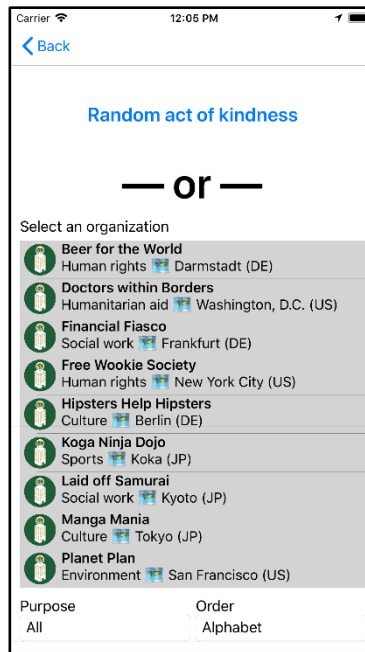 Carrier 12:05 PM
Back
Random act of kindness
— or —
Select an organization
Beer for the World
Human rights 🗺️ Darmstadt (DE)
Doctors within Borders
Humanitarian aid 🗺️ Washington, D.C. (US)
Financial Fiasco
Social work 🗺️ Frankfurt (DE)
Free Wookie Society
Human rights 🗺️ New York City (US)
Hipsters Help Hipsters
Culture 🗺️ Berlin (DE)
Koga Ninja Dojo
Sports 🗺️ Koka (JP)
Laid off Samurai
Social work 🗺️ Kyoto (JP)
Manga Mania
Culture 🗺️ Tokyo (JP)
Planet Plan
Environment 🗺️ San Francisco (US)
Purpose Order
All Alphabet